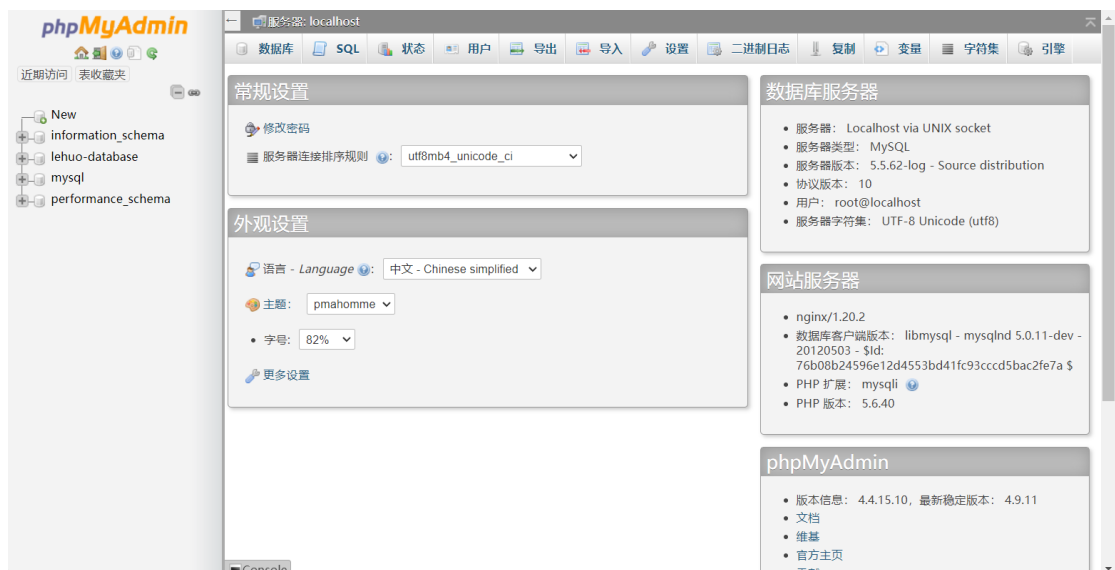 phpMyAdmin
近期访问 表收藏夹
New
information_schema
lehuo-database
mysql
performance_schema
服务器: localhost
数据库 SQL 状态 用户 导出 导入 设置 二进制日志 复制 变量 字符集 引擎
常规设置
修改密码
服务器连接排序规则 : utf8mb4_unicode_ci
外观设置
语言 - Language : 中文 - Chinese simplified
主题: pmahomme
• 字号: 82%
更多设置
数据库服务器
• 服务器: Localhost via UNIX socket
• 服务器类型: MySQL
• 服务器版本: 5.5.62-log - Source distribution
• 协议版本: 10
• 用户: root@localhost
• 服务器字符集: UTF-8 Unicode (utf8)
网站服务器
• nginx/1.20.2
• 数据库客户端版本: libmysql - mysqlnd 5.0.11-dev -
20120503 - $Id:
76b08b24596e12d4553bd41fc93cccd5bac2fe7a $
• PHP 扩展: mysqli
• PHP 版本: 5.6.40
phpMyAdmin
• 版本信息: 4.4.15.10, 最新稳定版本: 4.9.11
• 文档
• 维基
• 官方主页
Console